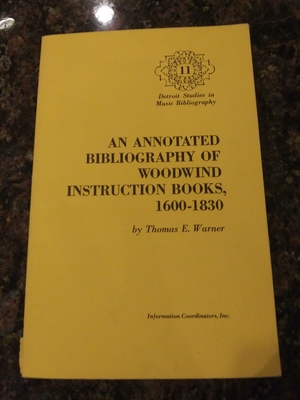 11
Detroit Studies in
Music Bibliography
AN ANNOTATED
BIBLIOGRAPHY OF
WOODWIND
INSTRUCTION BOOKS,
1600-1830
by Thomas E. Warner
Information Coordinators, Inc.